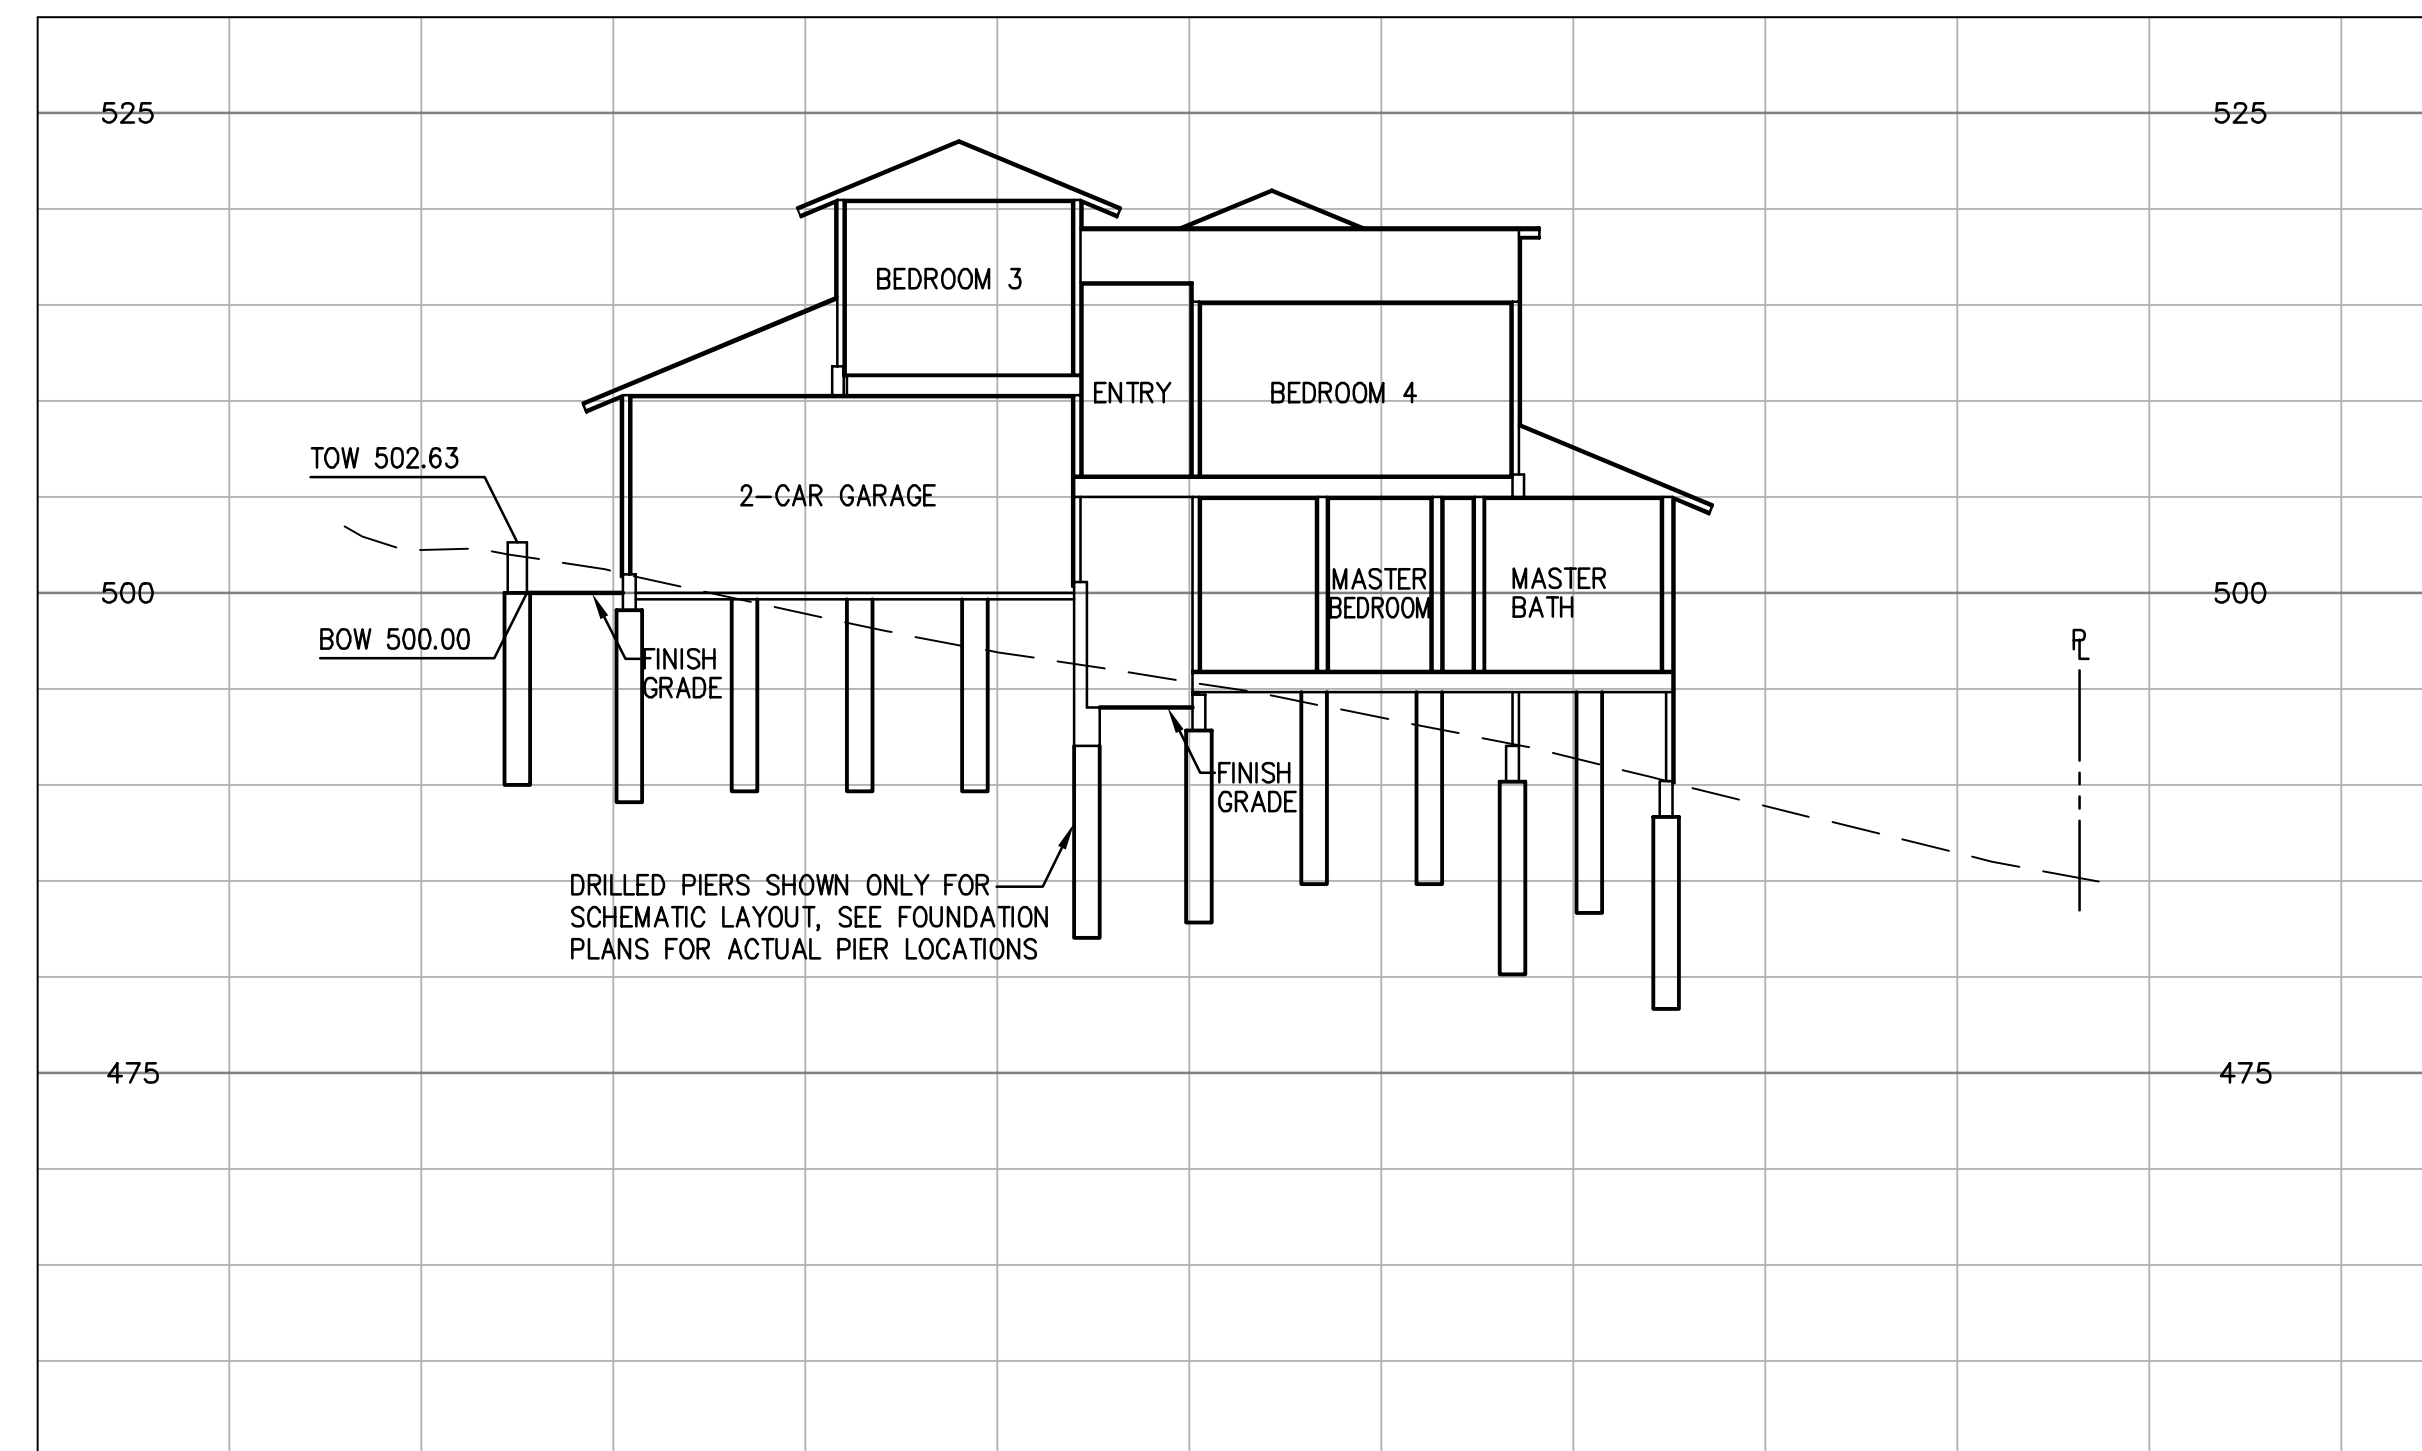 525
525
BEDROOM 3
ENTRY
BEDROOM 4
TOW 502.63
2-CAR GARAGE
500
500
MASTER
BEDROOM
MASTER
BATH
BOW 500.00
FINISH
GRADE
PL
FINISH
GRADE
DRILLED PIERS SHOWN ONLY FOR
SCHEMATIC LAYOUT, SEE FOUNDATION
PLANS FOR ACTUAL PIER LOCATIONS
475
475